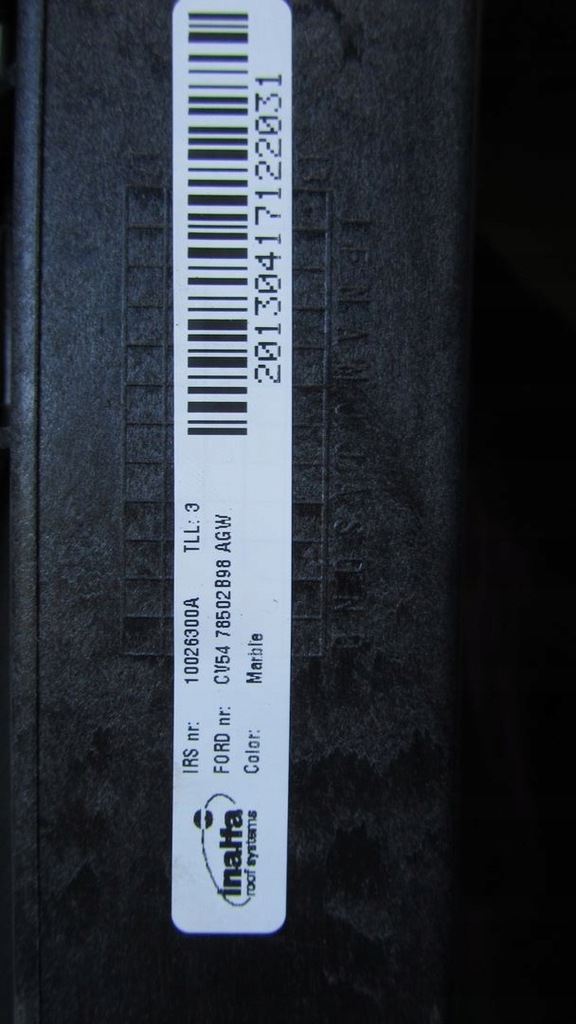 inalfa
roof systems
IRS nr: 10026300A TLL: 3
FORD nr: CV54 78502B98 AGW
Color: Marble
20130417122031
J F M A M J J A S O N D